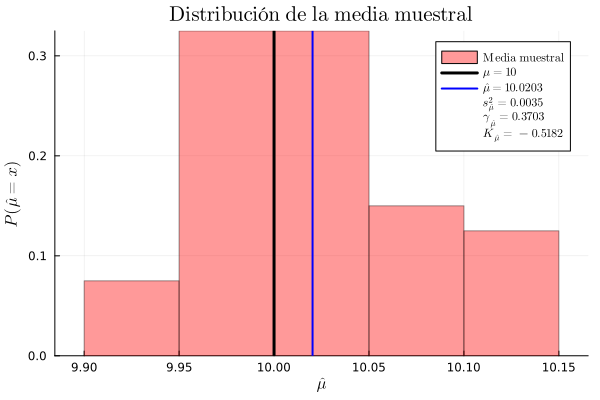 Distribución de la media muestral
0.3
0.2
0.1
0.0
P(μ̂ = x)
Media muestral
μ = 10
μ̂ = 10.0203
s²_μ̂ = 0.0035
γ_μ̂ = 0.3703
K_μ̂ = − 0.5182
9.90 9.95 10.00 10.05 10.10 10.15
μ̂